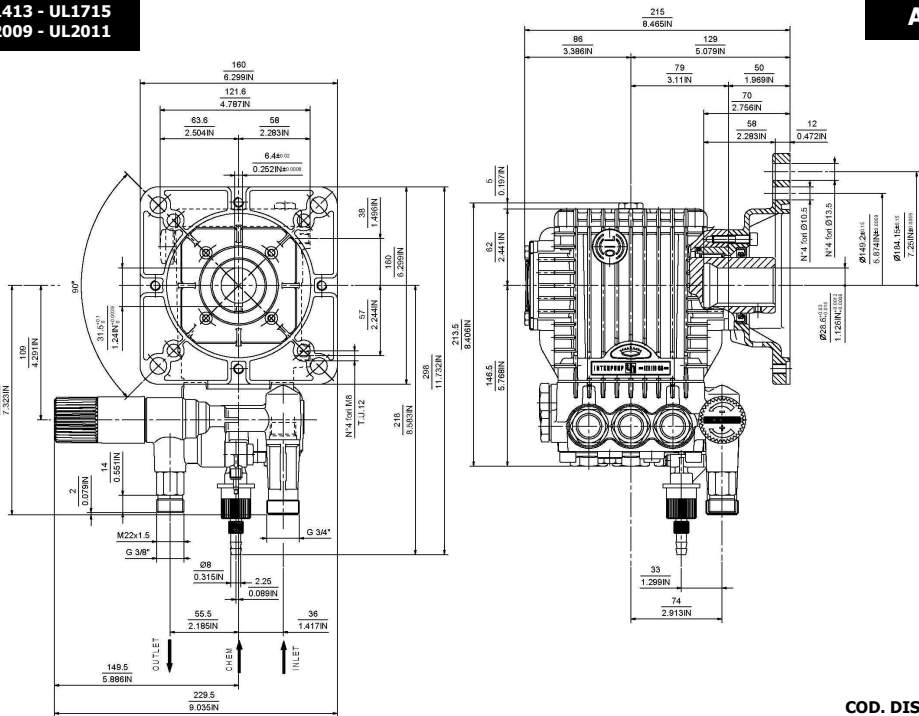 1413 - UL1715
2009 - UL2011
A
215
8.465IN
86
3.386IN
129
5.079IN
79
3.11IN
50
1.969IN
70
2.756IN
58
2.283IN
12
0.472IN
160
6.299IN
121.6
4.787IN
63.6
2.504IN
58
2.283IN
6.4±0.02
0.252IN±0.0008
38
1.496IN
160
6.299IN
57
2.244IN
90°
109
4.291IN
7.323IN
298
11.732IN
218
8.583IN
N°4 fori M8
T.U.12
14
0.551IN
2
0.079IN
M22x1.5
G 3/8"
G 3/4"
Ø8
0.315IN
2.25
0.089IN
55.5
2.185IN
36
1.417IN
OUTLET
CHEM
INLET
149.5
5.886IN
229.5
9.035IN
5
0.197IN
62
2.441IN
213.5
8.406IN
146.5
5.768IN
INTERPUMP
N°4 fori Ø10.5
N°4 fori Ø13.5
33
1.299IN
74
2.913IN
COD. DIS